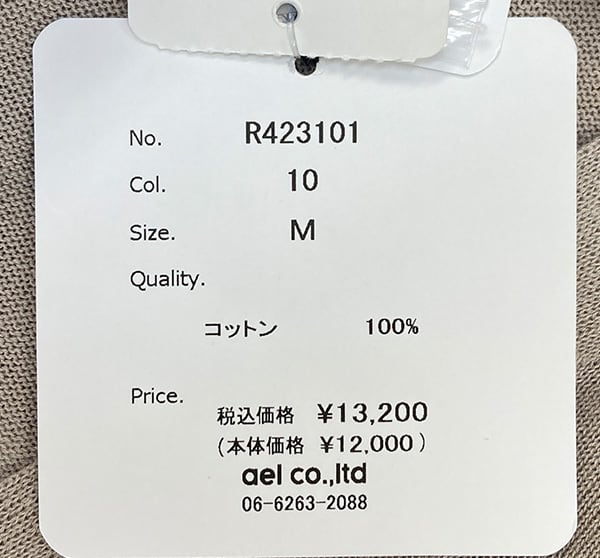 No. R423101
Col. 10
Size. M
Quality.
コットン 100%
Price.
税込価格 ¥13,200
(本体価格 ¥12,000)
ael co.,ltd
06-6263-2088